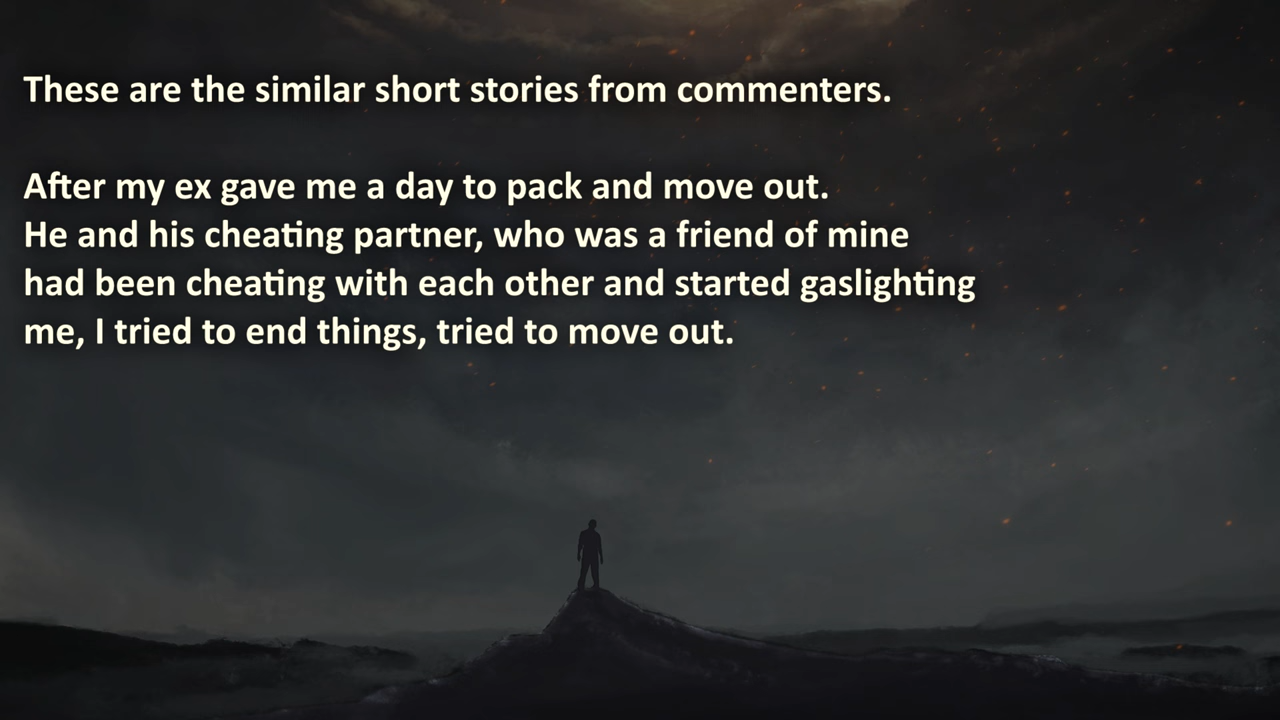 These are the similar short stories from commenters.
After my ex gave me a day to pack and move out.
He and his cheating partner, who was a friend of mine
had been cheating with each other and started gaslighting
me, I tried to end things, tried to move out.